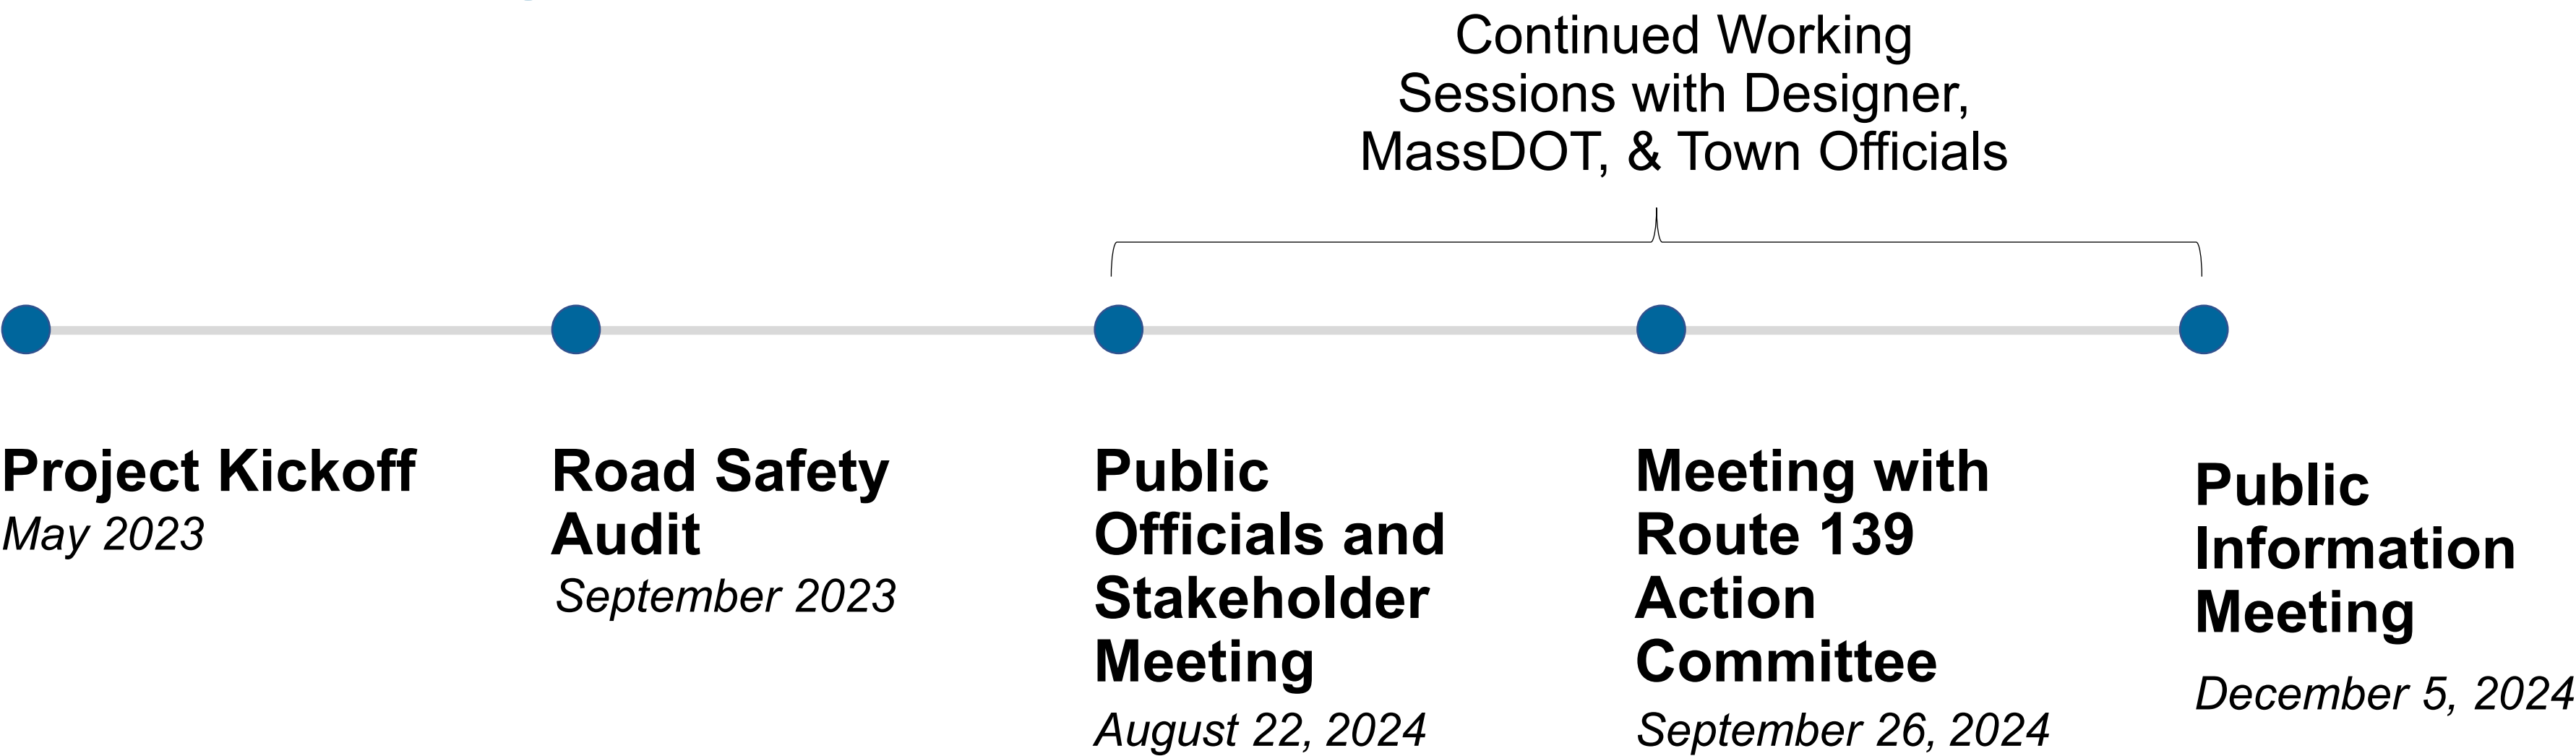 Continued Working
Sessions with Designer,
MassDOT, & Town Officials
Project Kickoff
May 2023
Road Safety
Audit
September 2023
Public
Officials and
Stakeholder
Meeting
August 22, 2024
Meeting with
Route 139
Action
Committee
September 26, 2024
Public
Information
Meeting
December 5, 2024